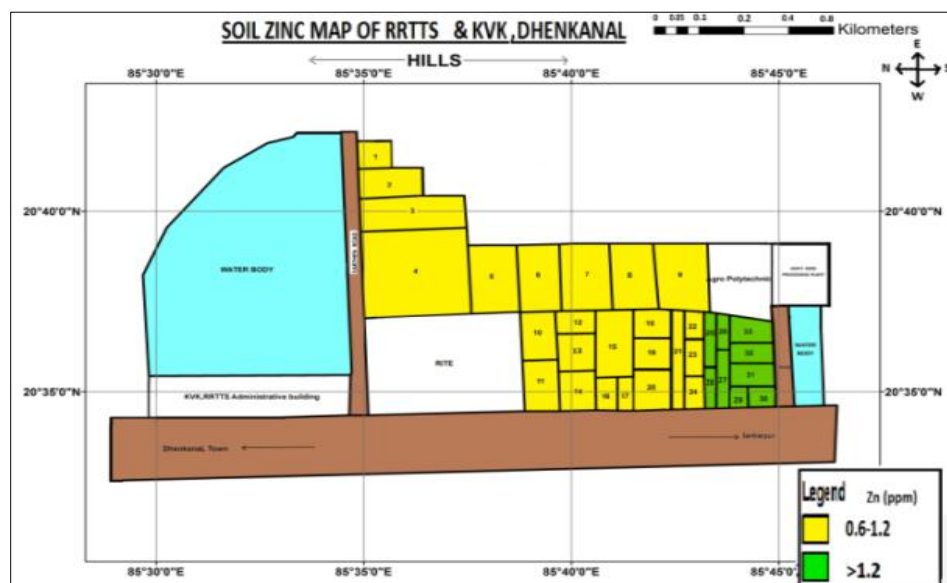 SOIL ZINC MAP OF RRTTS & KVK ,DHENKANAL
0 0.05 0.1 0.2 0.4 0.8
Kilometers
HILLS
E
N S
W
85°30'0"E 85°35'0"E 85°40'0"E 85°45'0"E
20°40'0"N 20°40'0"N
20°35'0"N 20°35'0"N
1
2
3
4
5 6 7 8 9
WATER BODY
Agro Polytechnic
RITE
WATER
BODY
10
11
12
13
14
15
16 17
18
19
20
21
22
23
24
25
26
27
28
29 30
31
32
33
KVK,RRTTS Administrative building
Dhenkanal, Town
Legend Zn (ppm)
0.6-1.2
>1.2
85°30'0"E 85°35'0"E 85°40'0"E 85°45'0"E